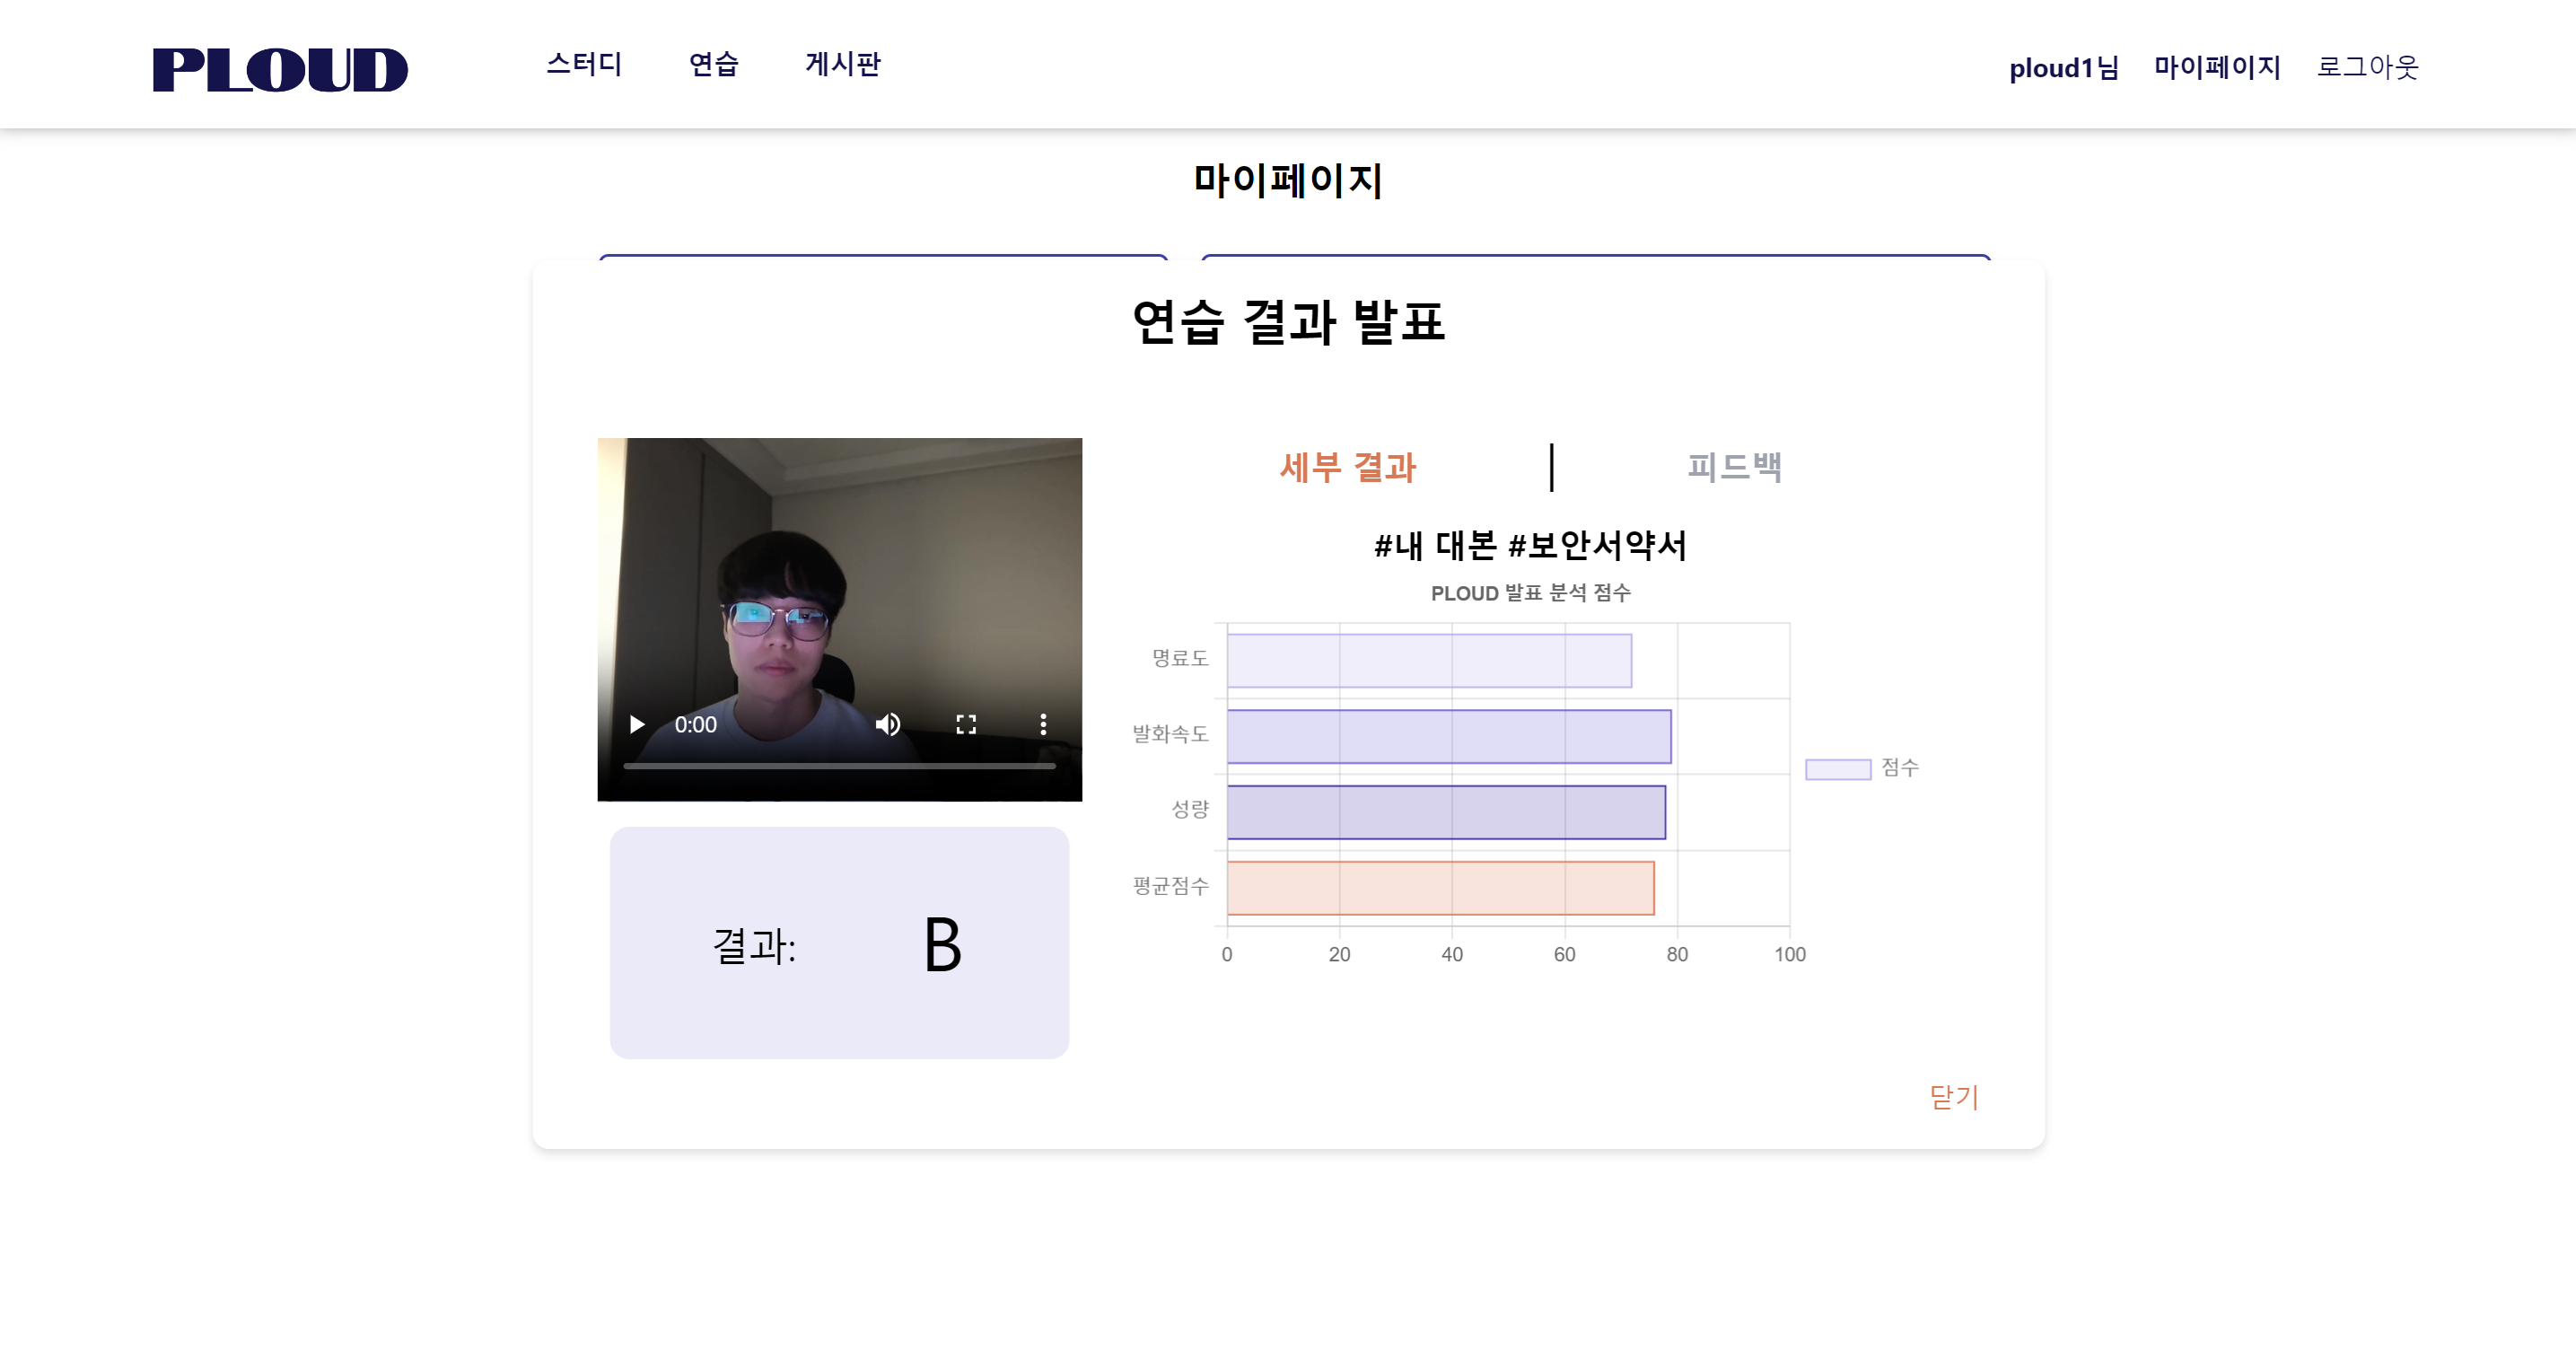 PLOUD
스터디 연습 게시판
ploud1님 마이페이지 로그아웃
마이페이지
연습 결과 발표
세부 결과 | 피드백
#내 대본 #보안서약서
PLOUD 발표 분석 점수
명료도
발화속도
성량
평균점수
0 20 40 60 80 100
점수
0:00
결과: B
닫기